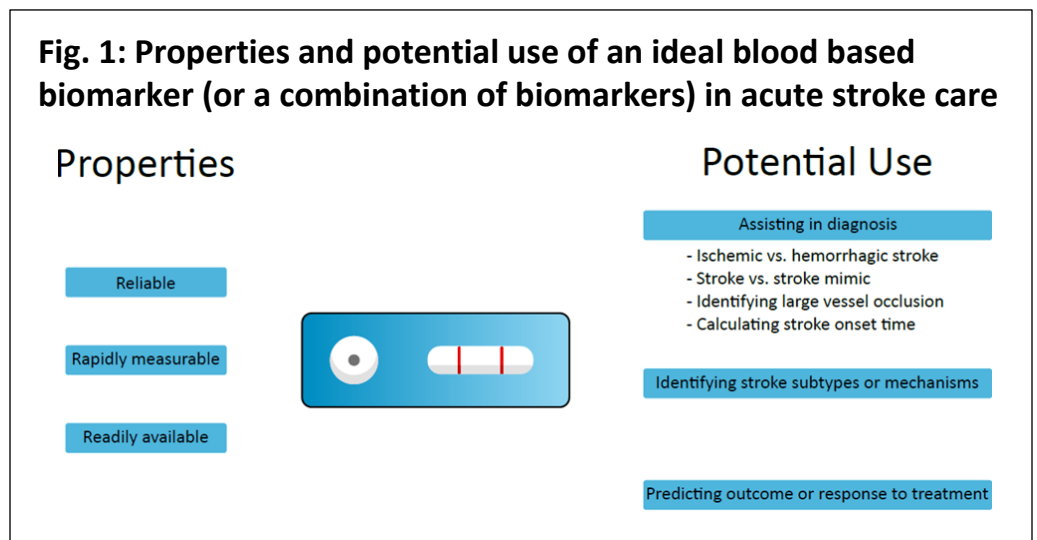 Fig. 1: Properties and potential use of an ideal blood based
biomarker (or a combination of biomarkers) in acute stroke care
Properties
Reliable
Rapidly measurable
Readily available
Potential Use
Assisting in diagnosis
- Ischemic vs. hemorrhagic stroke
- Stroke vs. stroke mimic
- Identifying large vessel occlusion
- Calculating stroke onset time
Identifying stroke subtypes or mechanisms
Predicting outcome or response to treatment